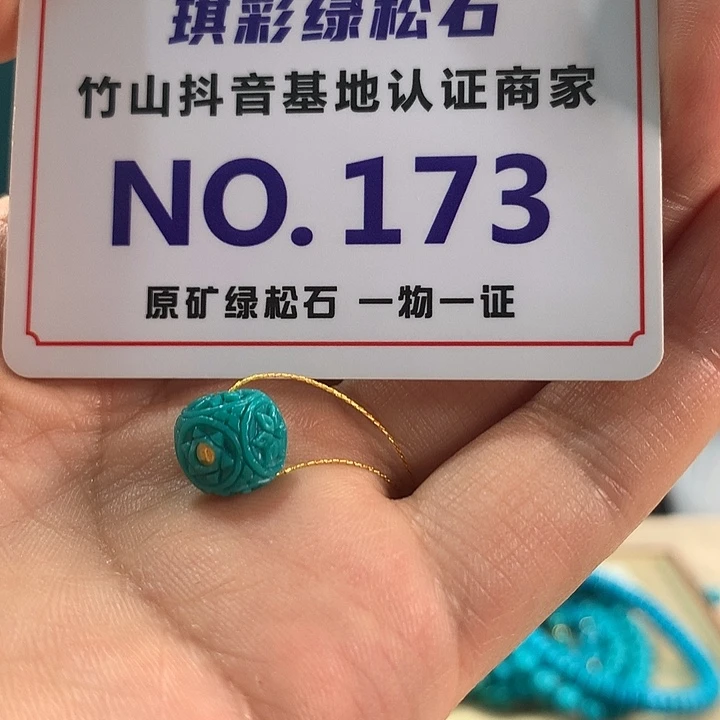 琪彩绿松石
竹山抖音基地认证商家
NO.173
原矿绿松石 一物一证